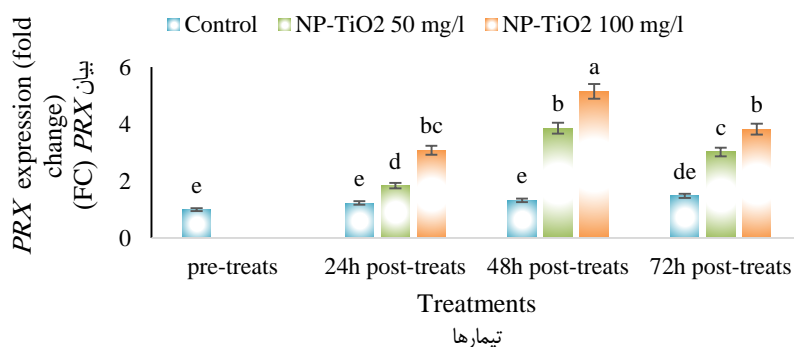 Control NP-TiO2 50 mg/l NP-TiO2 100 mg/l
PRX expression (fold
change)
بیان PRX (FC)
6
4
2
0
e
e
d
bc
e
b
a
de
c
b
pre-treats 24h post-treats 48h post-treats 72h post-treats
Treatments
تیمارها